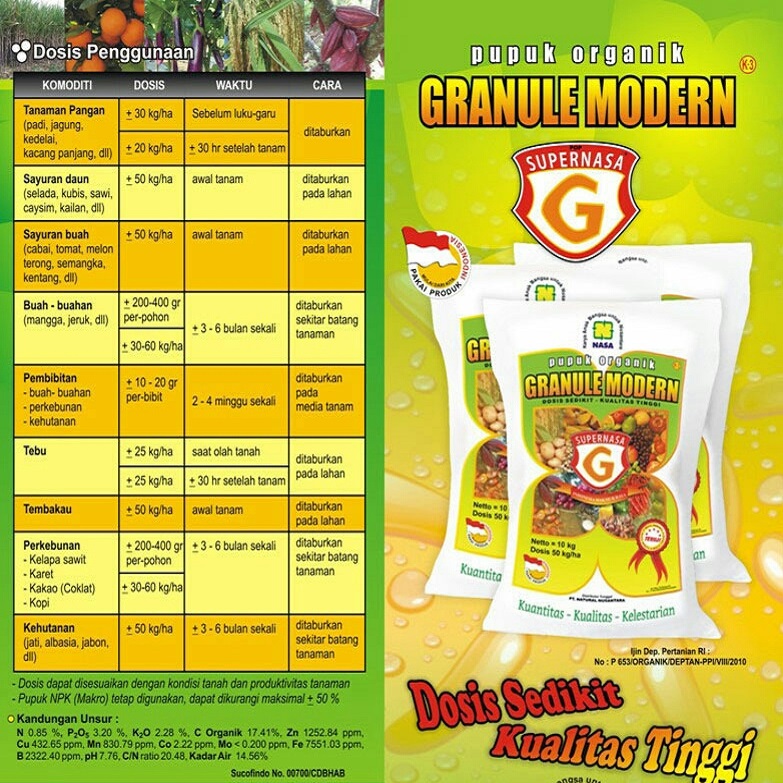 Dosis Penggunaan
KOMODITI DOSIS WAKTU CARA
Tanaman Pangan
(padi, jagung,
kedelai,
kacang panjang, dll)
± 30 kg/ha Sebelum luku-garu
± 20 kg/ha ± 30 hr setelah tanam
ditaburkan
Sayuran daun
(selada, kubis, sawi,
caysim, kailan, dll)
± 50 kg/ha awal tanam
ditaburkan
pada lahan
Sayuran buah
(cabai, tomat, melon
terong, semangka,
kentang, dll)
± 50 kg/ha awal tanam
ditaburkan
pada lahan
Buah - buahan
(mangga, jeruk, dll)
± 200-400 gr
per-pohon
± 30-60 kg/ha
± 3 - 6 bulan sekali
ditaburkan
sekitar batang
tanaman
Pembibitan
- buah- buahan
- perkebunan
- kehutanan
± 10 - 20 gr
per-bibit
2 - 4 minggu sekali
ditaburkan
pada
media tanam
Tebu
± 25 kg/ha saat olah tanah
± 25 kg/ha ± 30 hr setelah tanam
ditaburkan
pada lahan
Tembakau
± 50 kg/ha awal tanam
ditaburkan
pada lahan
Perkebunan
- Kelapa sawit
- Karet
- Kakao (Coklat)
- Kopi
± 200-400 gr
per-pohon
± 30-60 kg/ha
± 3 - 6 bulan sekali
ditaburkan
sekitar batang
tanaman
Kehutanan
(jati, albasia, jabon,
dll)
± 50 kg/ha ± 3 - 6 bulan sekali
ditaburkan
sekitar batang
tanaman
- Dosis dapat disesuaikan dengan kondisi tanah dan produktivitas tanaman
- Pupuk NPK (Makro) tetap digunakan, dapat dikurangi maksimal ± 50 %
Kandungan Unsur :
N 0.85 %, P₂O₅ 3.20 %, K₂O 2.28 %, C Organik 17.41%, Zn 1252.84 ppm,
Cu 432.65 ppm, Mn 830.79 ppm, Co 2.22 ppm, Mo < 0.200 ppm, Fe 7551.03 ppm,
B 2322.40 ppm, pH 7.76, C/N ratio 20.48, Kadar Air 14.56%
Sucofindo No. 00700/CDBHAB
pupuk organik
K-3
GRANULE MODERN
POP
SUPERNASA
G
PAKAI PRODUK INDONESIA
NASA
pupuk organik
GRANULE MODERN
DOSIS SEDIKIT - KUALITAS TINGGI
SUPERNASA
G
Netto = 10
Dosis 50 k
Netto = 10 kg
Dosis 50 kg/ha
Kuantita
an
PT. NATURAL NUSANTARA
Kuantitas - Kualitas - Kelestarian
Ijin Dep. Pertanian RI :
No : P 653/ORGANIK/DEPTAN-PPI/VIII/2010
Dosis Sedikit
Kualitas Tinggi